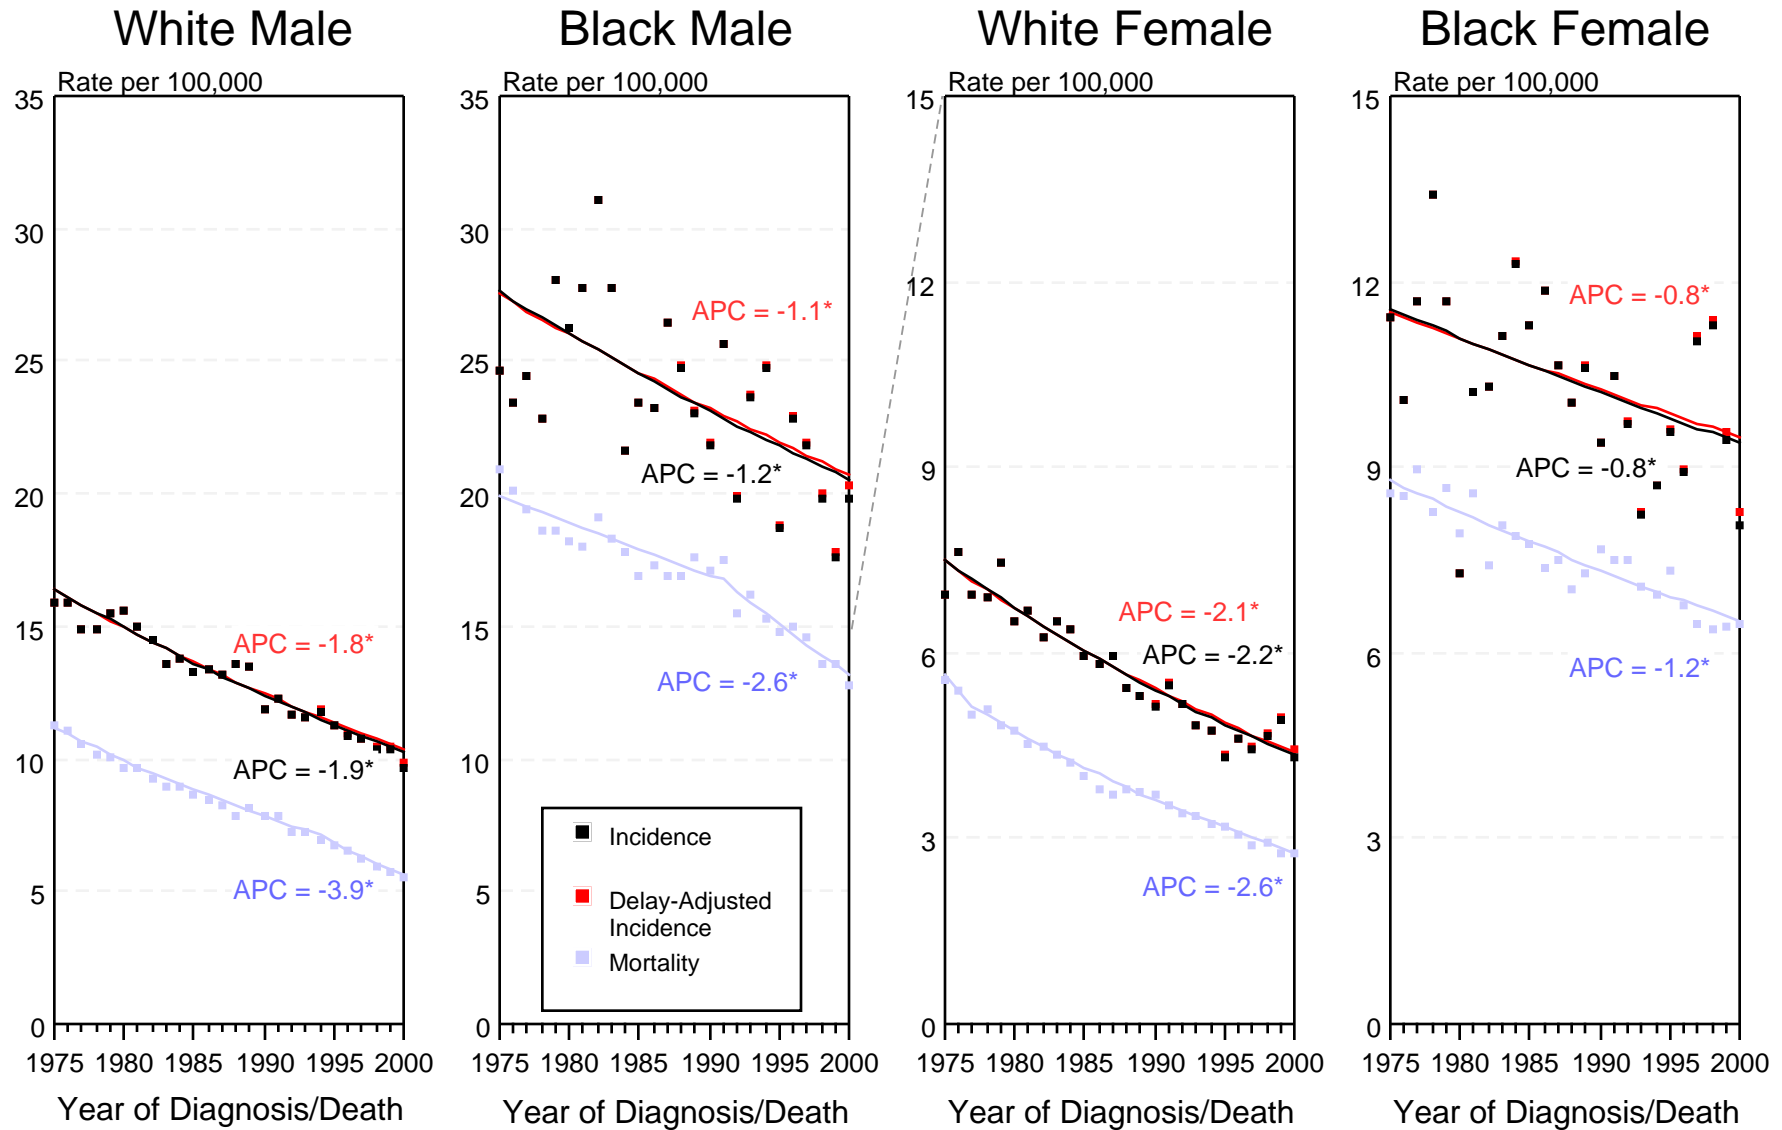 White Male
Black Male
White Female
Black Female
Rate per 100,000
Rate per 100,000
Rate per 100,000
Rate per 100,000
35
30
25
20
15
10
5
0
APC = -1.8*
APC = -1.9*
APC = -3.9*
1975 1980 1985 1990 1995 2000
Year of Diagnosis/Death
35
30
25
20
15
10
5
0
APC = -1.1*
APC = -1.2*
APC = -2.6*
Incidence
Delay-Adjusted
Incidence
Mortality
1975 1980 1985 1990 1995 2000
Year of Diagnosis/Death
15
12
9
6
3
0
APC = -2.1*
APC = -2.2*
APC = -2.6*
1975 1980 1985 1990 1995 2000
Year of Diagnosis/Death
15
12
9
6
3
0
APC = -0.8*
APC = -0.8*
APC = -1.2*
1975 1980 1985 1990 1995 2000
Year of Diagnosis/Death